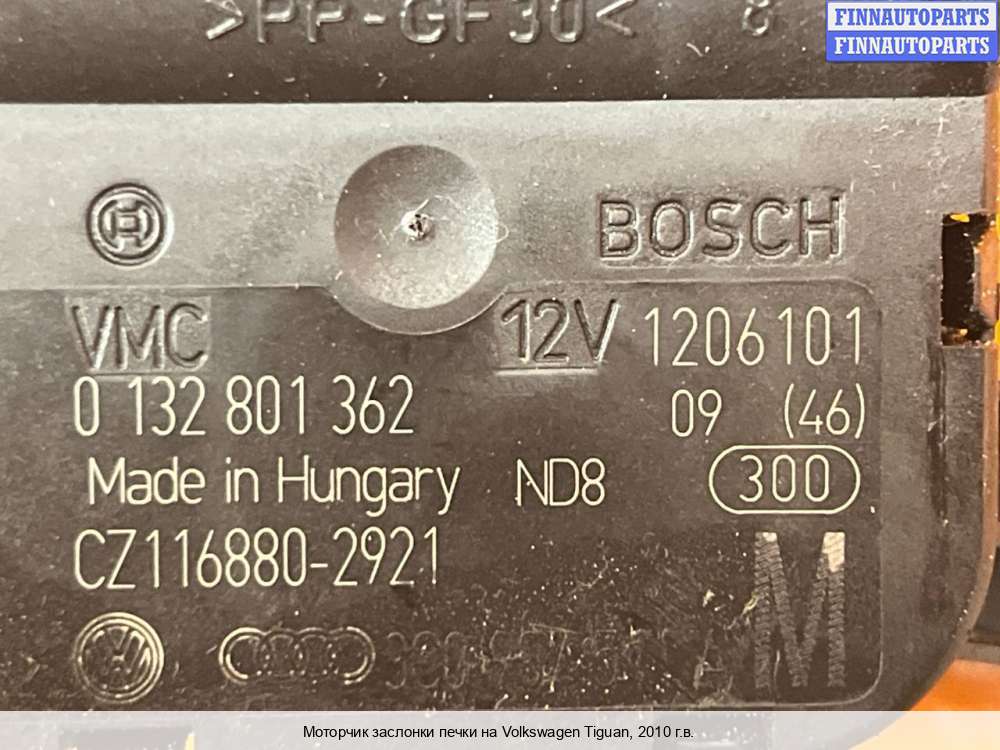 >PP-GF30<
FINNAUTOPARTS
FINNAUTOPARTS
BOSCH
VMC 12V 1206101
0 132 801 362 09 (46)
Made in Hungary ND8 300
CZ116880-2921
M
Моторчик заслонки печки на Volkswagen Tiguan, 2010 г.в.